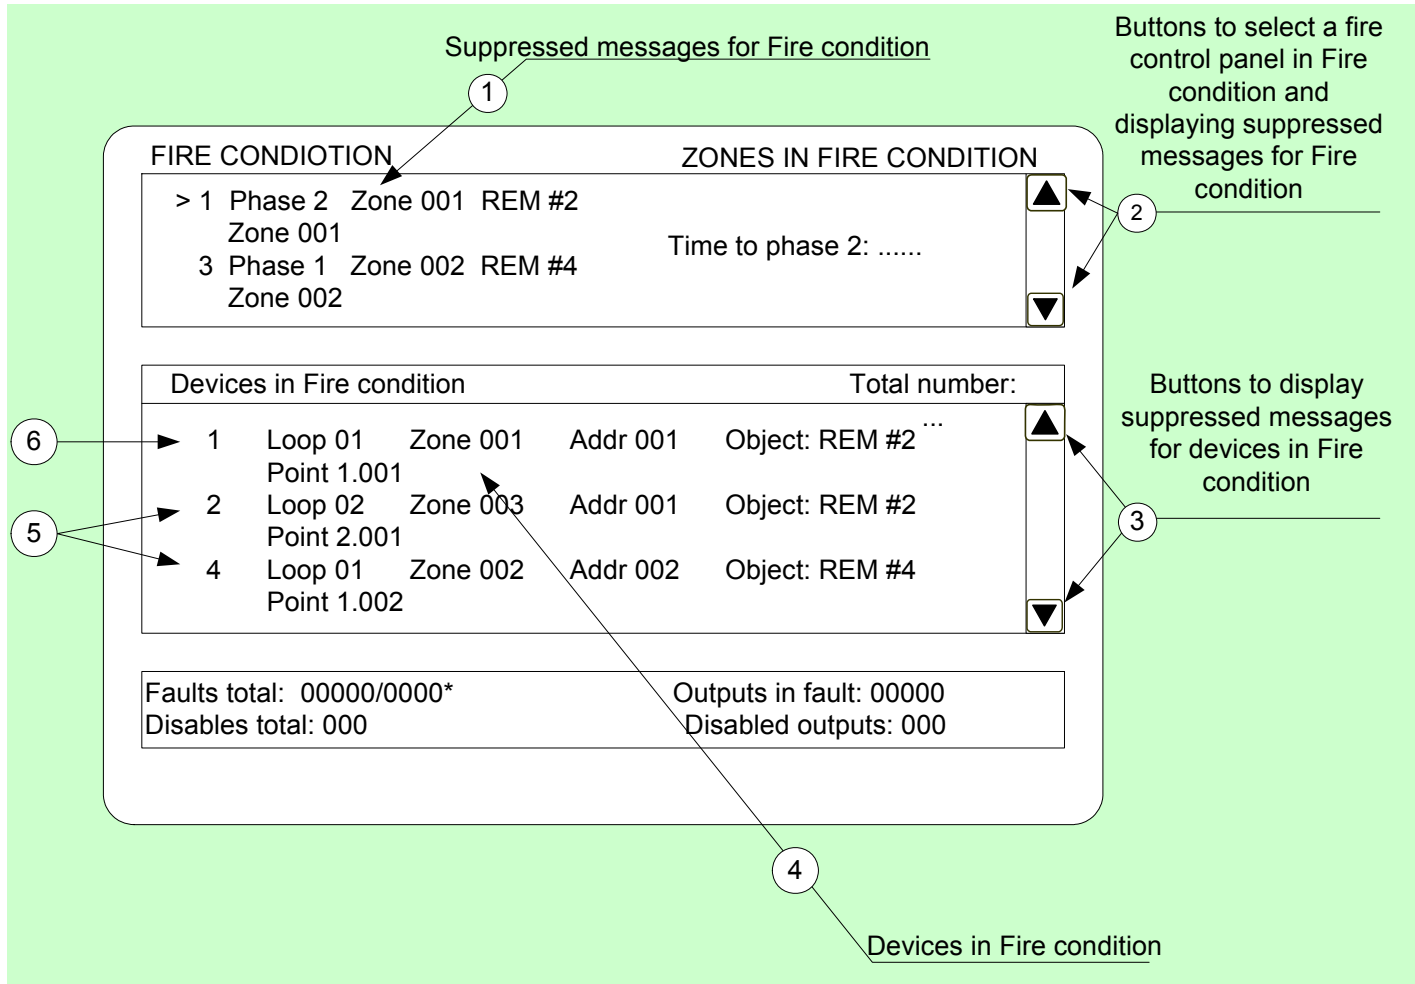 Suppressed messages for Fire condition
1
Buttons to select a fire
control panel in Fire
condition and
displaying suppressed
messages for Fire
condition
2
FIRE CONDIOTION ZONES IN FIRE CONDITION
> 1 Phase 2 Zone 001 REM #2
Zone 001
Time to phase 2: ......
3 Phase 1 Zone 002 REM #4
Zone 002
Devices in Fire condition Total number:
...
6
1 Loop 01 Zone 001 Addr 001 Object: REM #2
Point 1.001
5
2 Loop 02 Zone 003 Addr 001 Object: REM #2
Point 2.001
4 Loop 01 Zone 002 Addr 002 Object: REM #4
Point 1.002
Buttons to display
suppressed messages
for devices in Fire
condition
3
Faults total: 00000/0000* Outputs in fault: 00000
Disables total: 000 Disabled outputs: 000
4
Devices in Fire condition